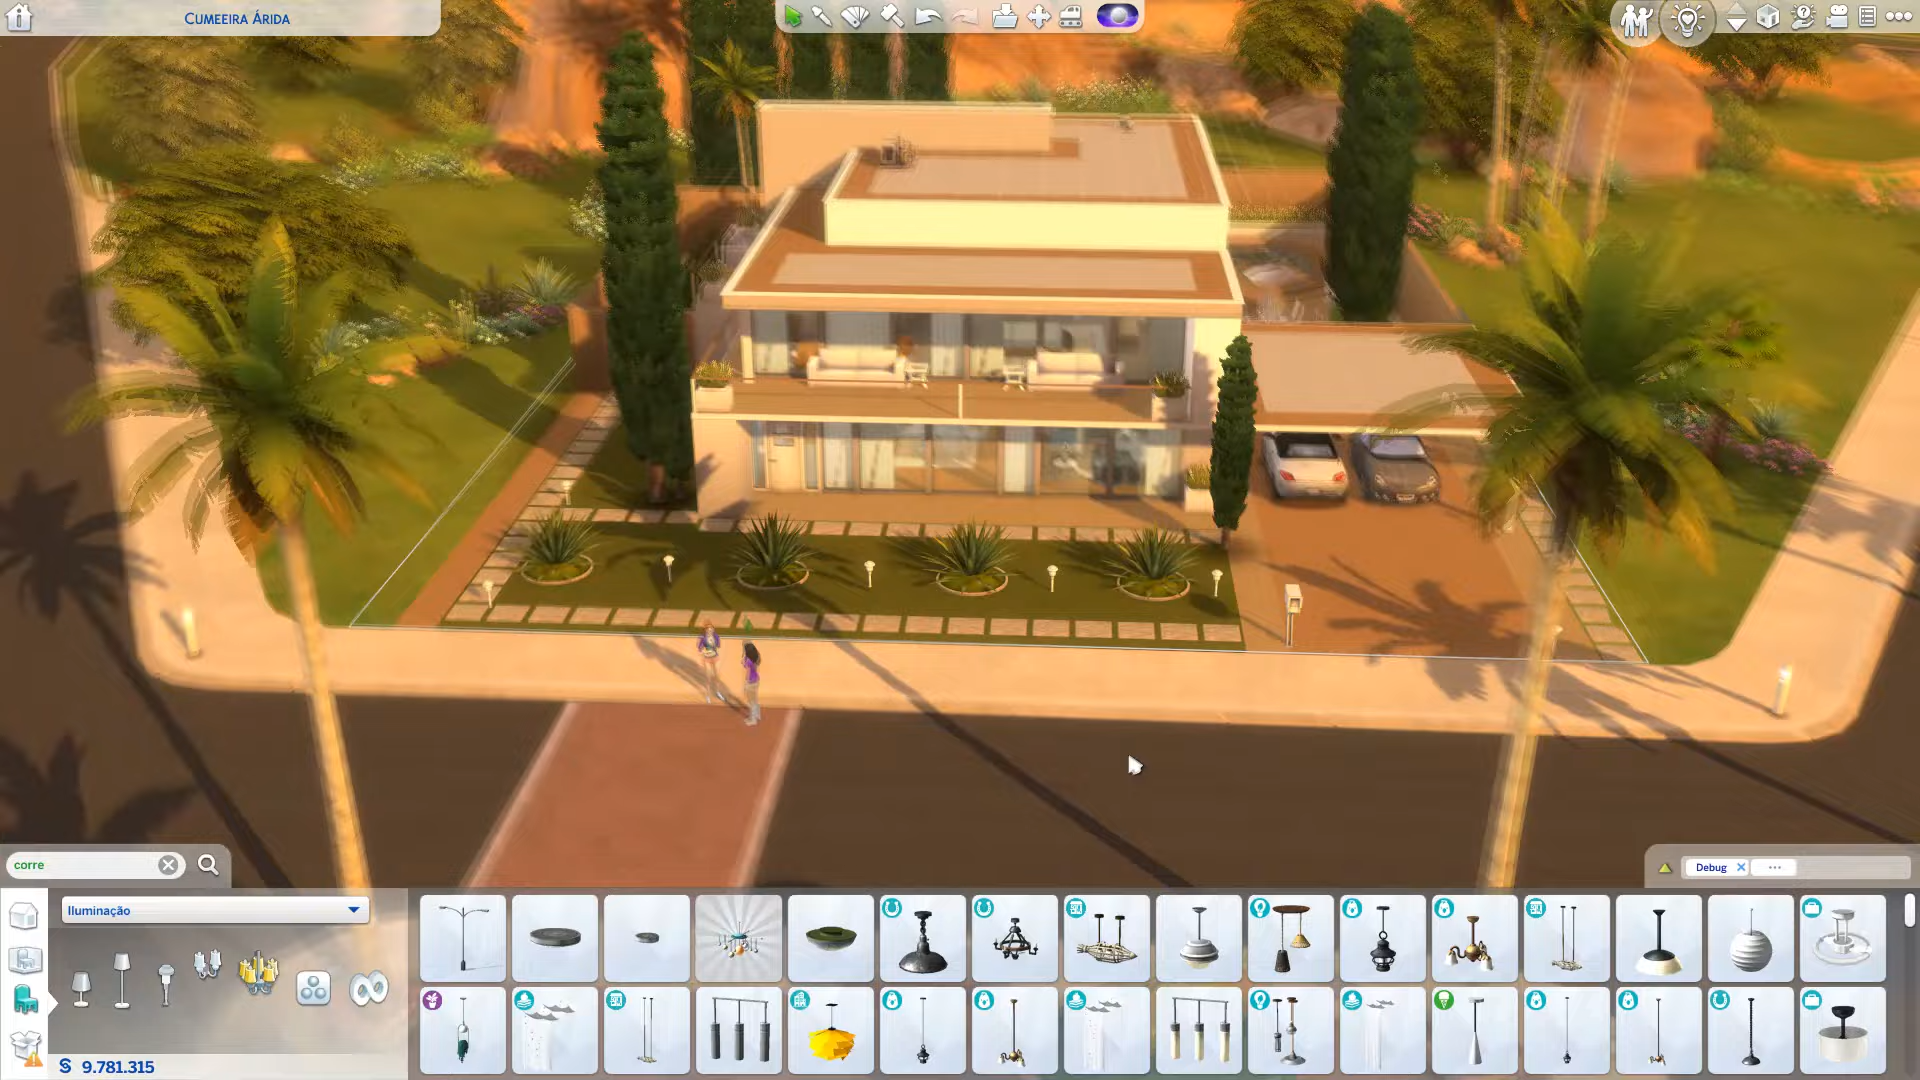 Cumeeira Árida
corre
Debug
...
Iluminação
S 9.781.315